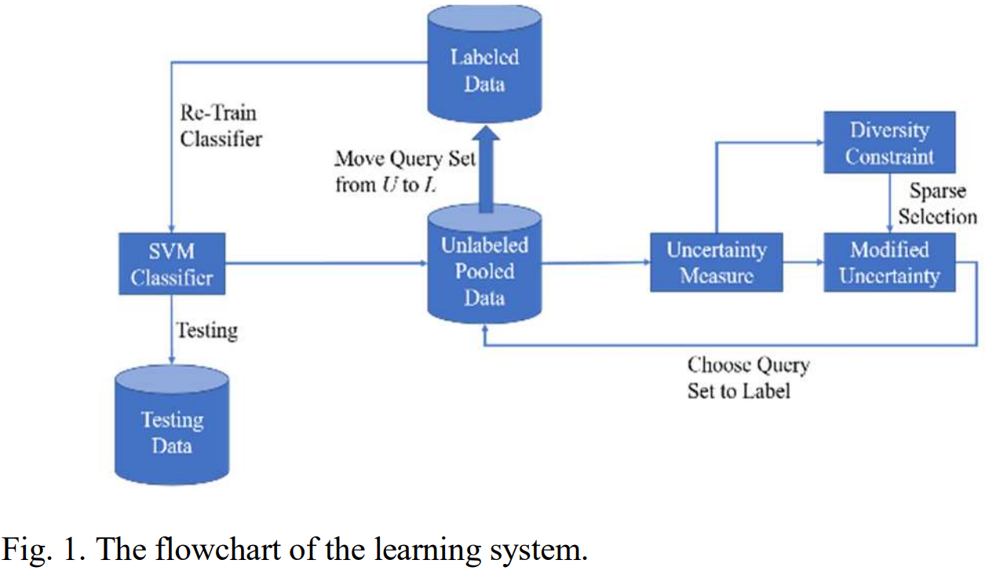 Labeled
Data
Re-Train
Classifier
Move Query Set
from U to L
Diversity
Constraint
Sparse
Selection
SVM
Classifier
Unlabeled
Pooled
Data
Uncertainty
Measure
Modified
Uncertainty
Testing
Choose Query
Set to Label
Testing
Data
Fig. 1. The flowchart of the learning system.